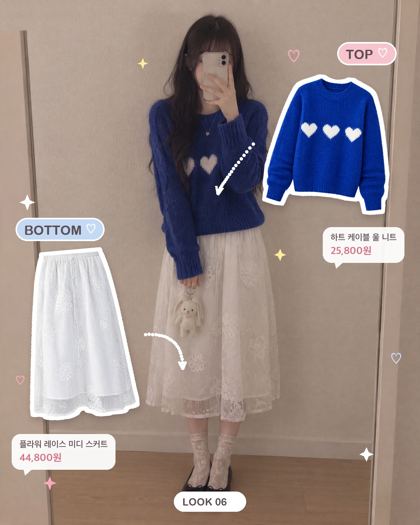 TOP ♡
하트 케이블 울 니트
25,800원
BOTTOM ♡
플라워 레이스 미디 스커트
44,800원
LOOK 06